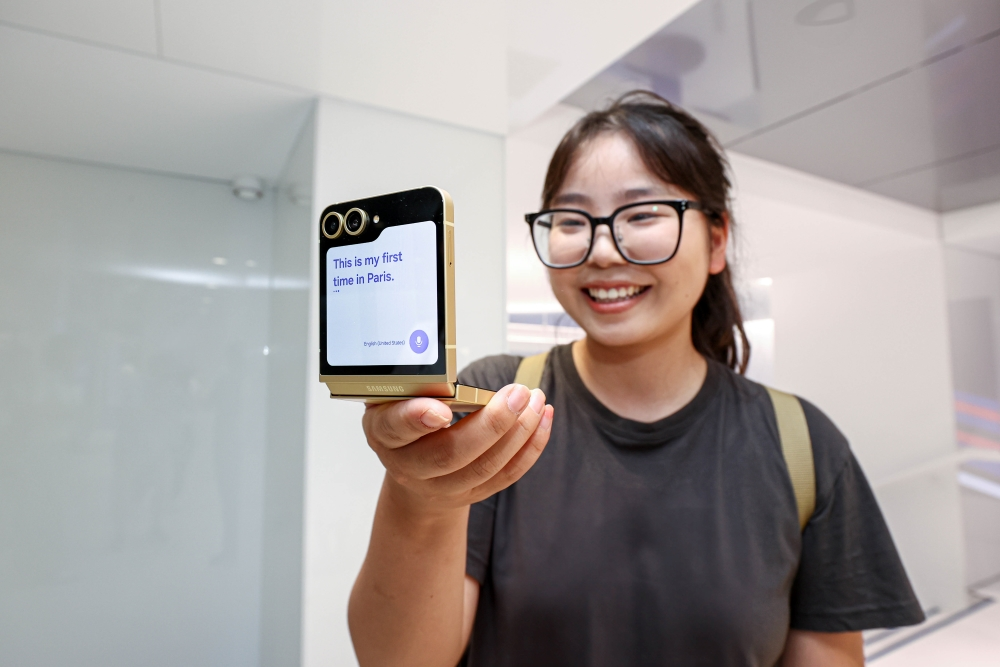 This is my first
time in Paris.
English (United States)
SAMSUNG